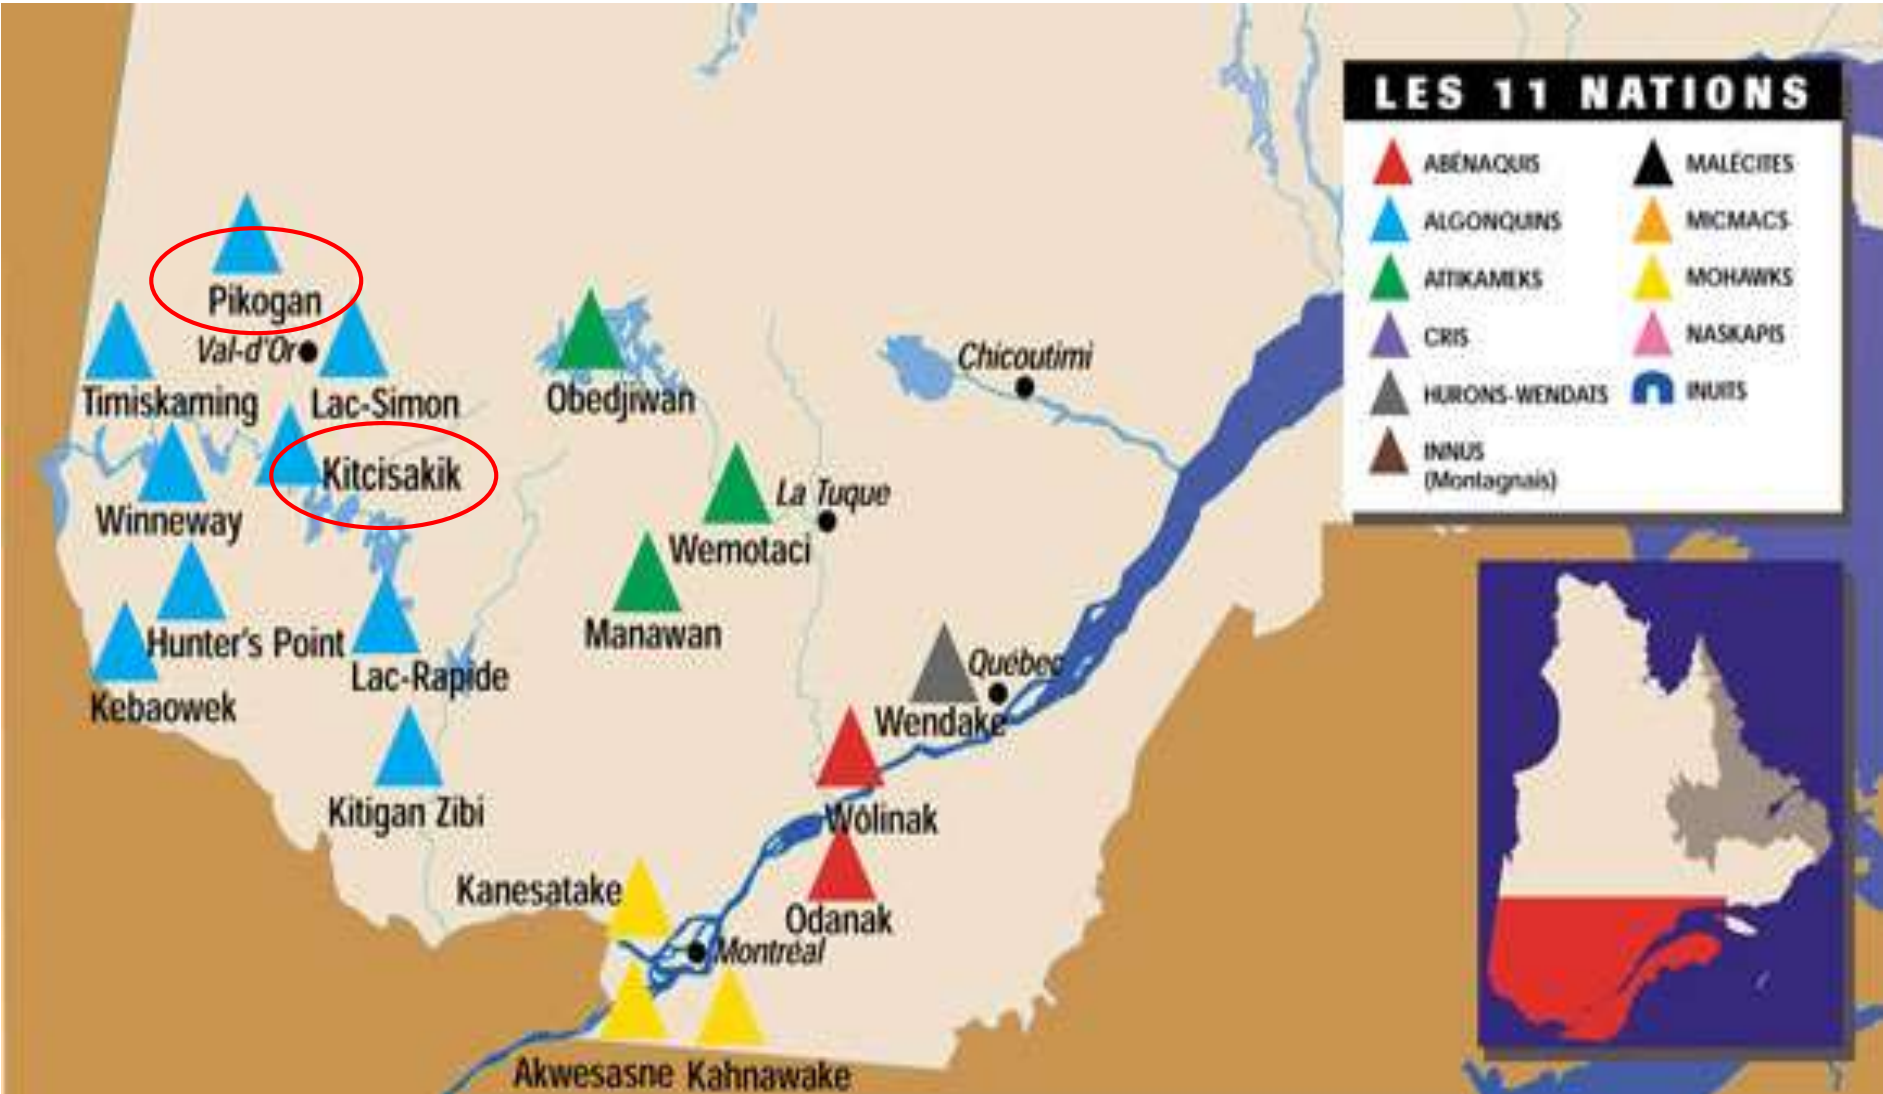 LES 11 NATIONS
ABÉNAQUIS
ALGONQUINS
ATTIKAMEKS
CRIS
HURONS-WENDATS
INNUS
(Montagnais)
MALÉCITES
MICMACS
MOHAWKS
NASKAPIS
INUITS
Pikogan
Val-d'Or
Timiskaming
Lac-Simon
Obedjiwan
Chicoutimi
Kitcisakik
La Tuque
Winneway
Wemotaci
Hunter's Point
Manawan
Lac-Rapide
Québec
Kebaowek
Wendake
Kitigan Zibi
Wôlinak
Kanesatake
Odanak
Montréal
Akwesasne
Kahnawake